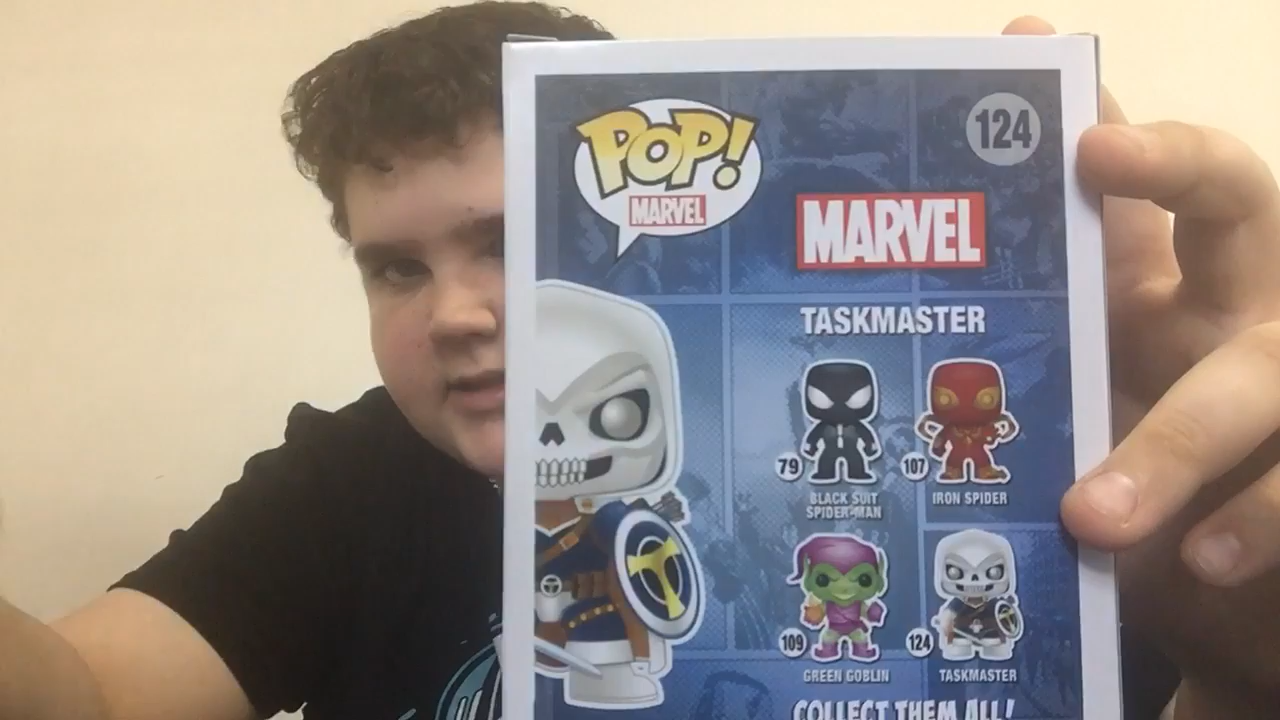 POP!
MARVEL
124
MARVEL
TASKMASTER
79
BLACK SUIT
SPIDER-MAN
107
IRON SPIDER
109
GREEN GOBLIN
124
TASKMASTER
COLLECT THEM ALL!